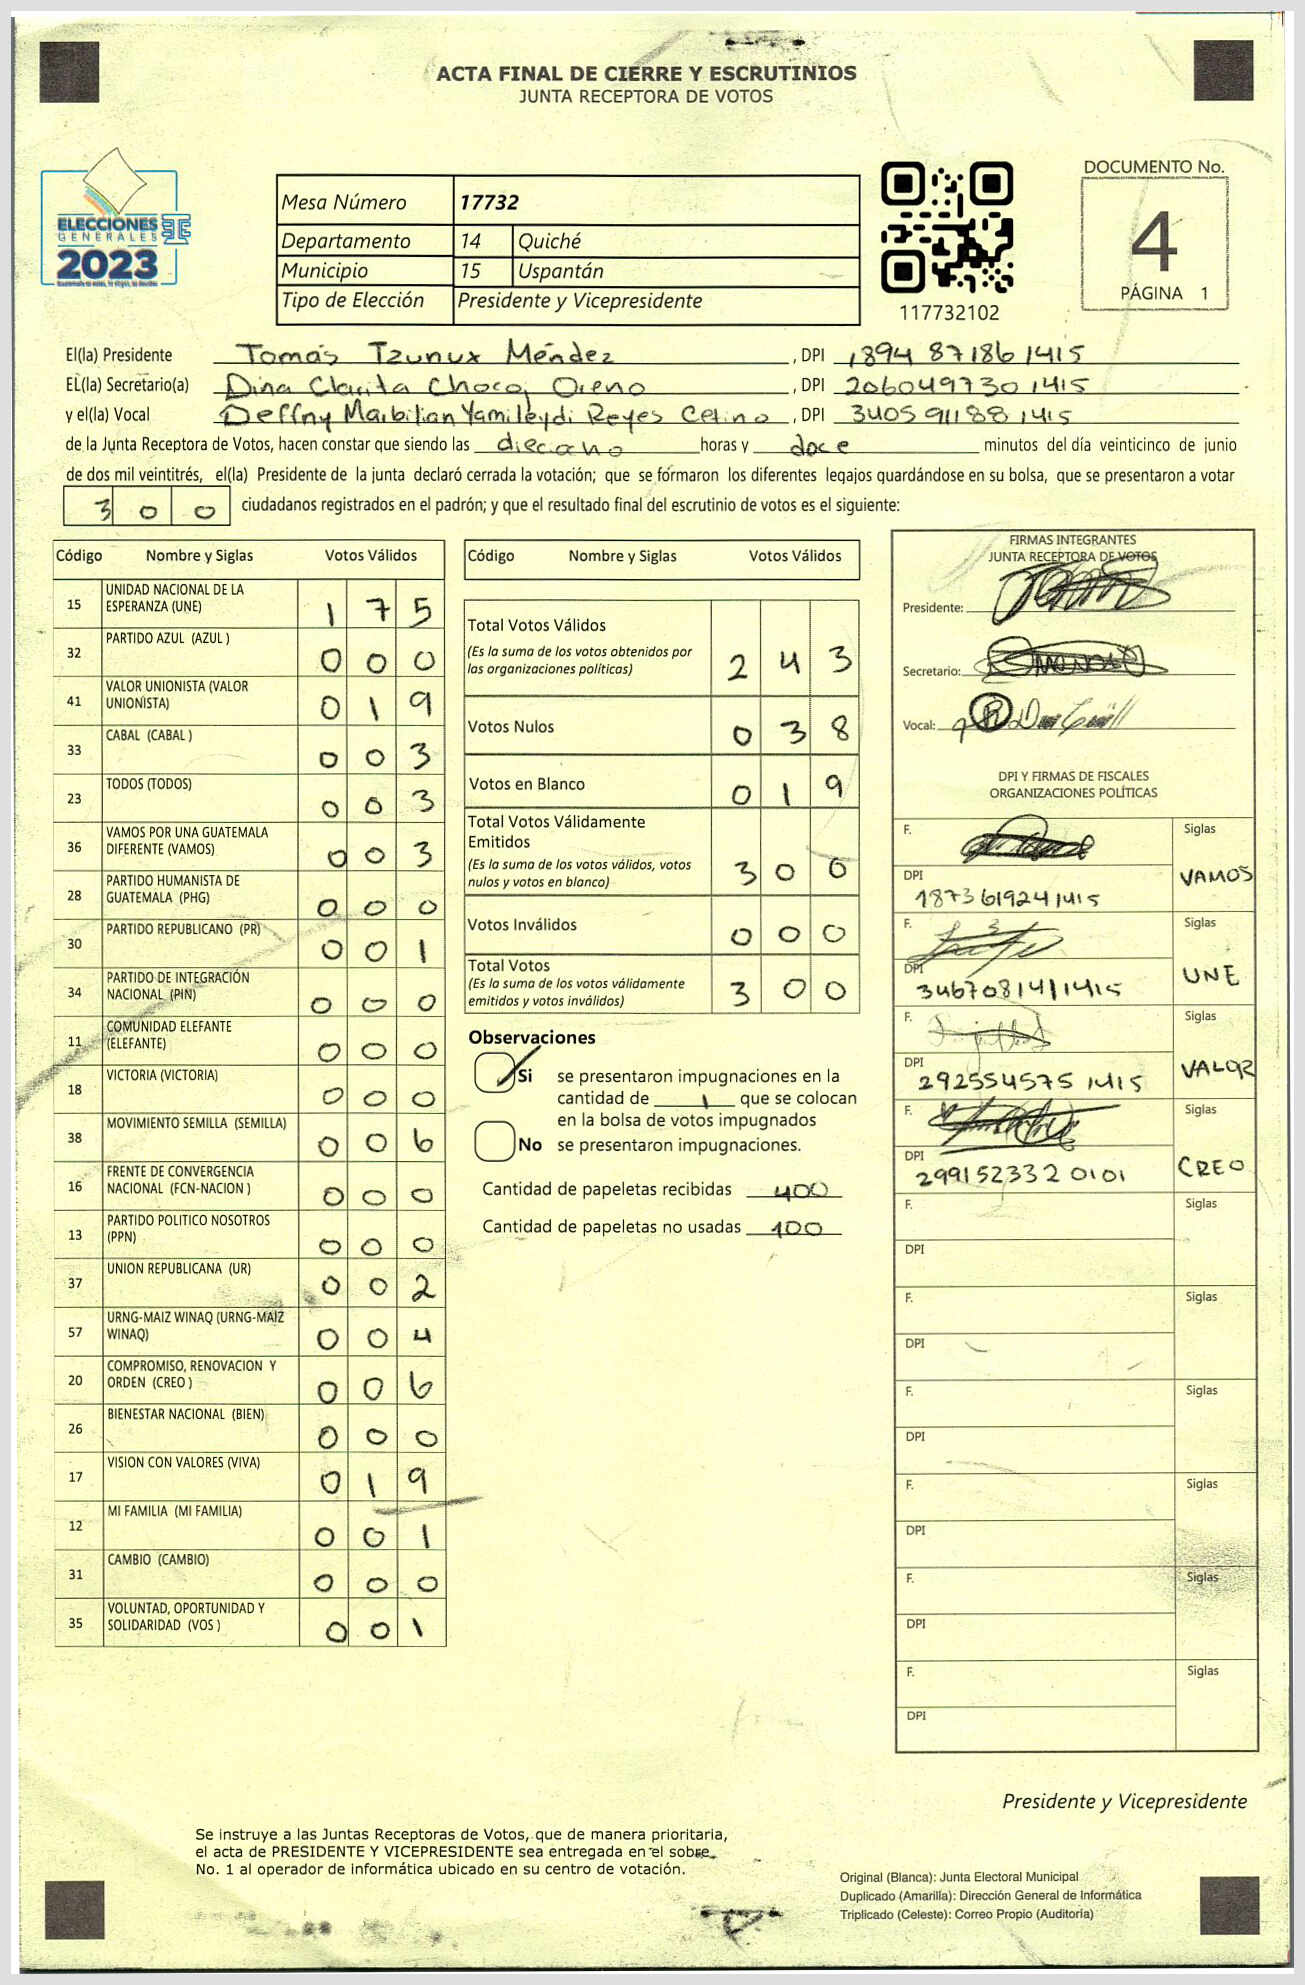 ACTA FINAL DE CIERRE Y ESCRUTINIOS
JUNTA RECEPTORA DE VOTOS
ELECCIONES
GENERALES
2023
Mesa Número 17732
Departamento 14 Quiché
Municipio 15 Uspantán
Tipo de Elección Presidente y Vicepresidente
117732102
DOCUMENTO No.
4
PÁGINA 1
El(la) Presidente Tomás Tzunux Méndez, DPI 1894 87186 1415
EL(la) Secretario(a) Dina Clarita Choco, Oreno, DPI 206049730 1415
y el(la) Vocal Deffny Marbilian Yamileydi Reyes Cetino, DPI 3405 91188 1415
de la Junta Receptora de Votos, hacen constar que siendo las dieciano horas y doce minutos del día veinticinco de junio
de dos mil veintitrés, el(la) Presidente de la junta declaró cerrada la votación; que se formaron los diferentes legajos guardándose en su bolsa, que se presentaron a votar
3 0 0 ciudadanos registrados en el padrón; y que el resultado final del escrutinio de votos es el siguiente:
Código Nombre y Siglas Votos Válidos
15 UNIDAD NACIONAL DE LA ESPERANZA (UNE) 1 7 5
32 PARTIDO AZUL (AZUL ) 0 0 0
41 VALOR UNIONISTA (VALOR UNIONISTA) 0 1 9
33 CABAL (CABAL ) 0 0 3
23 TODOS (TODOS) 0 0 3
36 VAMOS POR UNA GUATEMALA DIFERENTE (VAMOS) 0 0 3
28 PARTIDO HUMANISTA DE GUATEMALA (PHG) 0 0 0
30 PARTIDO REPUBLICANO (PR) 0 0 1
34 PARTIDO DE INTEGRACIÓN NACIONAL (PIN) 0 0 0
11 COMUNIDAD ELEFANTE (ELEFANTE) 0 0 0
18 VICTORIA (VICTORIA) 0 0 0
38 MOVIMIENTO SEMILLA (SEMILLA) 0 0 6
16 FRENTE DE CONVERGENCIA NACIONAL (FCN-NACION ) 0 0 0
13 PARTIDO POLITICO NOSOTROS (PPN) 0 0 0
37 UNION REPUBLICANA (UR) 0 0 2
57 URNG-MAIZ WINAQ (URNG-MAIZ WINAQ) 0 0 4
20 COMPROMISO, RENOVACION Y ORDEN (CREO ) 0 0 6
26 BIENESTAR NACIONAL (BIEN) 0 0 0
17 VISION CON VALORES (VIVA) 0 1 9
12 MI FAMILIA (MI FAMILIA) 0 0 1
31 CAMBIO (CAMBIO) 0 0 0
35 VOLUNTAD, OPORTUNIDAD Y SOLIDARIDAD (VOS ) 0 0 1
Código Nombre y Siglas Votos Válidos
Total Votos Válidos 2 4 3
(Es la suma de los votos obtenidos por
las organizaciones políticas)
Votos Nulos 0 3 8
Votos en Blanco 0 1 9
Total Votos Válidamente
Emitidos 3 0 0
(Es la suma de los votos válidos, votos
nulos y votos en blanco)
Votos Inválidos 0 0 0
Total Votos 3 0 0
(Es la suma de los votos válidamente
emitidos y votos inválidos)
Observaciones
Si se presentaron impugnaciones en la
cantidad de 1 que se colocan
en la bolsa de votos impugnados
No se presentaron impugnaciones.
Cantidad de papeletas recibidas 400
Cantidad de papeletas no usadas 100
FIRMAS INTEGRANTES
JUNTA RECEPTORA DE VOTOS
Presidente:
Secretario:
Vocal:
DPI Y FIRMAS DE FISCALES
ORGANIZACIONES POLÍTICAS
F. Siglas
DPI 1873619241415 VAMOS
F. Siglas
DPI 3467081411415 UNE
F. Siglas
DPI 292554575 1415 VALOR
F. Siglas
DPI 299152332 0101 CREO
F. Siglas
DPI
F. Siglas
DPI
F. Siglas
DPI
F. Siglas
DPI
F. Siglas
DPI
F. Siglas
DPI
Presidente y Vicepresidente
Se instruye a las Juntas Receptoras de Votos, que de manera prioritaria,
el acta de PRESIDENTE Y VICEPRESIDENTE sea entregada en el sobre
No. 1 al operador de informática ubicado en su centro de votación.
Original (Blanca): Junta Electoral Municipal
Duplicado (Amarilla): Dirección General de Informática
Triplicado (Celeste): Correo Propio (Auditoria)